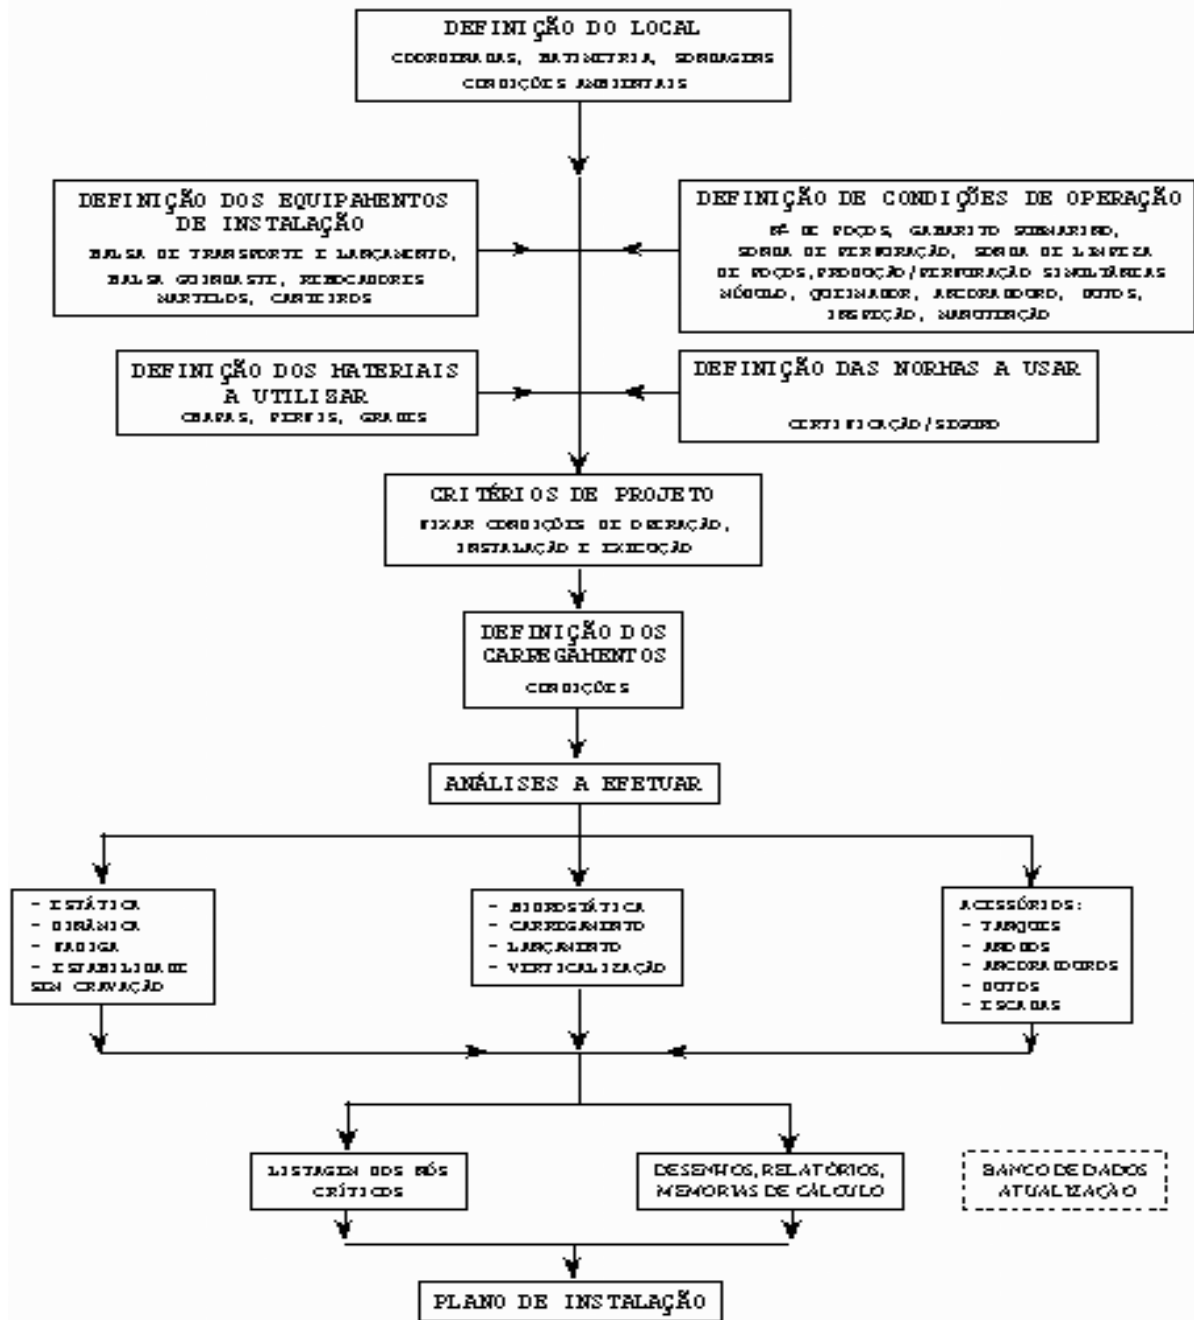 DEFINIÇÃO DO LOCAL
COORDENADAS, BATIMETRIA, SONDAGENS
CONDIÇÕES AMBIENTAIS
DEFINIÇÃO DOS EQUIPAMENTOS
DE INSTALAÇÃO
BALSA DE TRANSPORTE E LANÇAMENTO,
BALSA GUINDASTE, REBOCADORES
MARTELOS, CANTEIROS
DEFINIÇÃO DE CONDIÇÕES DE OPERAÇÃO
Nº DE POÇOS, GABARITO SUBMARINO,
SONDA DE PERFURAÇÃO, SONDA DE LIMPEZA
DE POÇOS, PRODUÇÃO/PERFURAÇÃO SIMULTÂNEAS
MÓDULO, QUEIMADOR, ANCORADOURO, DUTOS,
INSPEÇÃO, MANUTENÇÃO
DEFINIÇÃO DOS MATERIAIS
A UTILIZAR
CHAPAS, PERFIS, GRADES
DEFINIÇÃO DAS NORMAS A USAR
CERTIFICAÇÃO/SEGURO
CRITÉRIOS DE PROJETO
FIXAR CONDIÇÕES DE OPERAÇÃO,
INSTALAÇÃO E EXECUÇÃO
DEFINIÇÃO DOS
CARREGAMENTOS
CONDIÇÕES
ANÁLISES A EFETUAR
- ESTÁTICA
- DINÂMICA
- FADIGA
- ESTABILIDADE
SEM CRAVAÇÃO
- HIDROSTÁTICA
- CARREGAMENTO
- LANÇAMENTO
- VERTICALIZAÇÃO
ACESSÓRIOS:
- TANQUES
- ANODOS
- ANCORADOUROS
- DUTOS
- ESCADAS
LISTAGEM DOS NÓS
CRÍTICOS
DESENHOS, RELATÓRIOS,
MEMORIAS DE CÁLCULO
BANCO DE DADOS
ATUALIZAÇÃO
PLANO DE INSTALAÇÃO